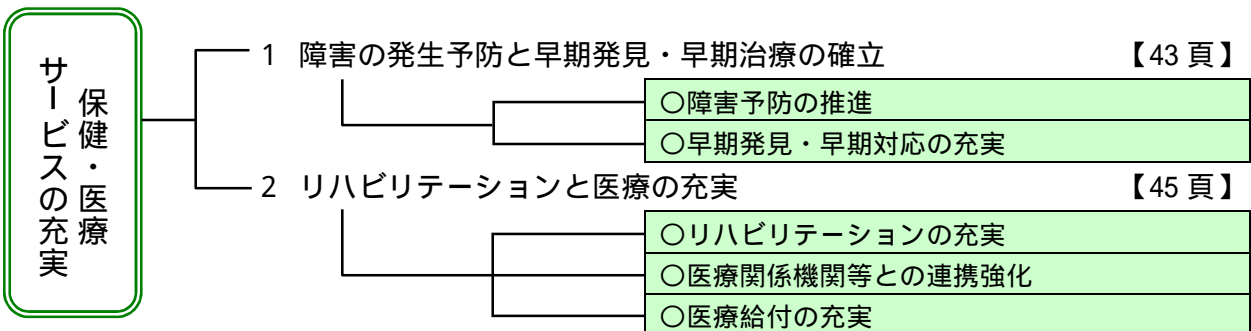 保健・医療
サービスの充実
1 障害の発生予防と早期発見・早期治療の確立 【43 頁】
○障害予防の推進
○早期発見・早期対応の充実
2 リハビリテーションと医療の充実 【45 頁】
○リハビリテーションの充実
○医療関係機関等との連携強化
○医療給付の充実